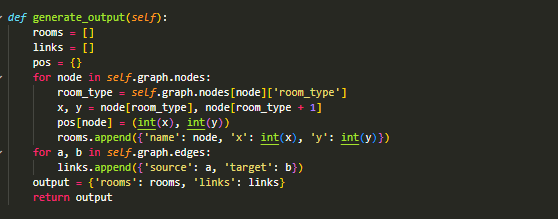 def generate_output(self):
    rooms = []
    links = []
    pos = {}
    for node in self.graph.nodes:
        room_type = self.graph.nodes[node]['room_type']
        x, y = node[room_type], node[room_type + 1]
        pos[node] = (int(x), int(y))
        rooms.append({'name': node, 'x': int(x), 'y': int(y)})
    for a, b in self.graph.edges:
        links.append({'source': a, 'target': b})
    output = {'rooms': rooms, 'links': links}
    return output